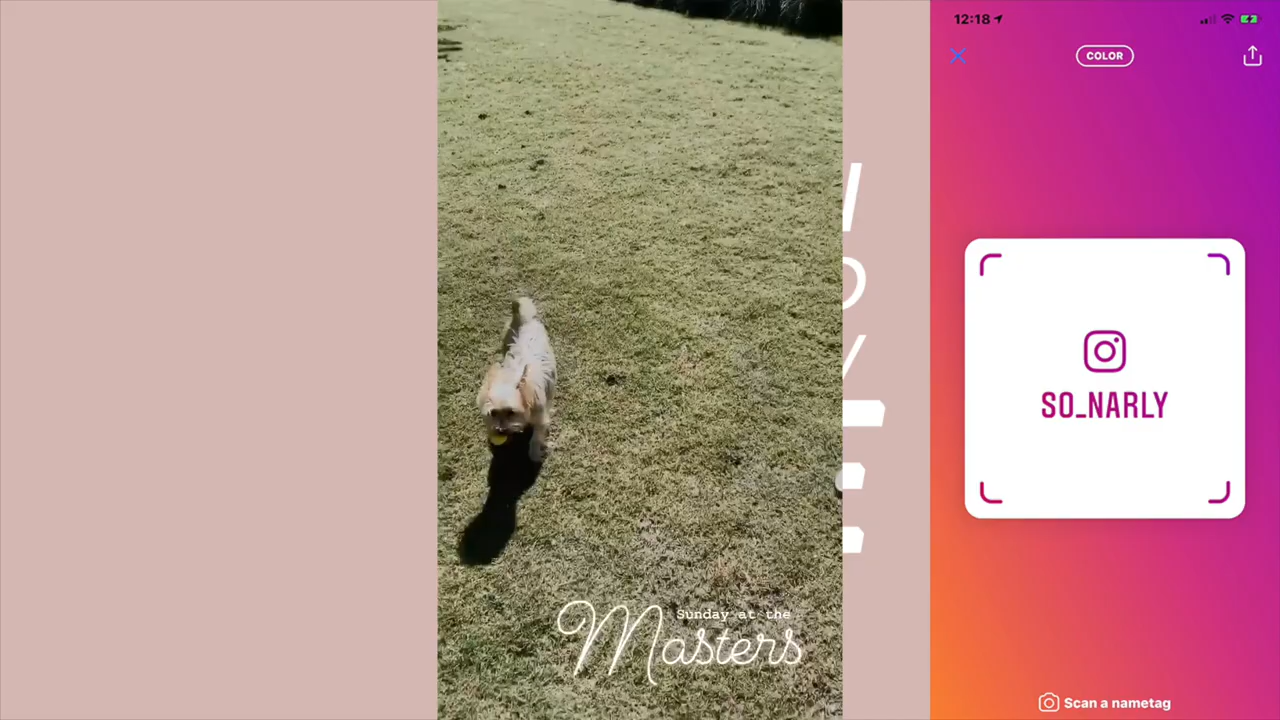 Sunday at the
Masters
12:18
COLOR
SO_NARLY
Scan a nametag